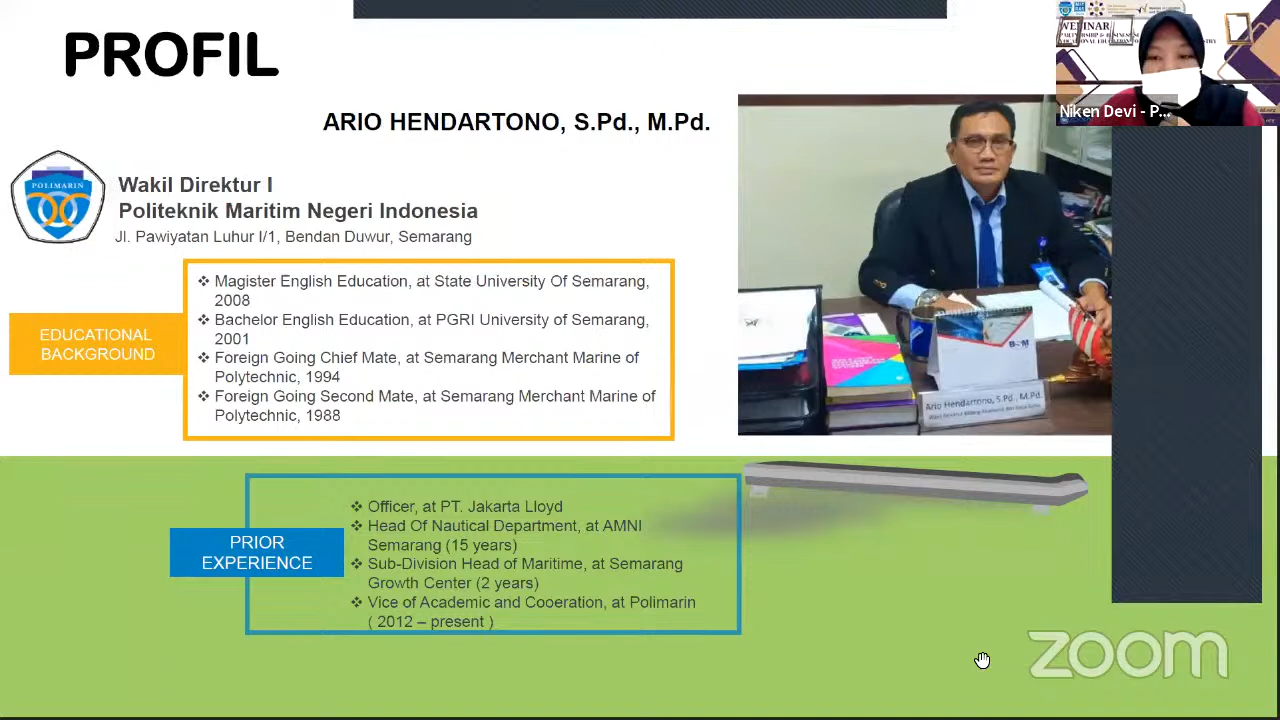 PROFIL
ARIO HENDARTONO, S.Pd., M.Pd.
POLIMARIN
Wakil Direktur I
Politeknik Maritim Negeri Indonesia
Jl. Pawiyatan Luhur I/1, Bendan Duwur, Semarang
EDUCATIONAL
BACKGROUND
❖ Magister English Education, at State University Of Semarang,
2008
❖ Bachelor English Education, at PGRI University of Semarang,
2001
❖ Foreign Going Chief Mate, at Semarang Merchant Marine of
Polytechnic, 1994
❖ Foreign Going Second Mate, at Semarang Merchant Marine of
Polytechnic, 1988
PRIOR
EXPERIENCE
❖ Officer, at PT. Jakarta Lloyd
❖ Head Of Nautical Department, at AMNI
Semarang (15 years)
❖ Sub-Division Head of Maritime, at Semarang
Growth Center (2 years)
❖ Vice of Academic and Cooeration, at Polimarin
( 2012 – present )
WEBINAR
Niken Devi - P...
Ario Hendartono, S.Pd., M.Pd.
zoom